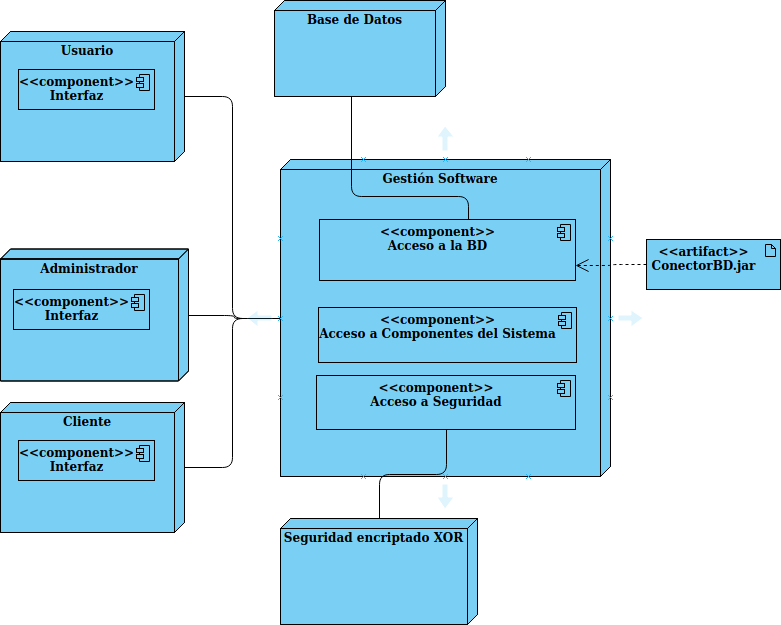 Base de Datos
Usuario
<<component>>
Interfaz
Gestión Software
<<component>>
Acceso a la BD
<<artifact>>
ConectorBD.jar
Administrador
<<component>>
Interfaz
<<component>>
Acceso a Componentes del Sistema
<<component>>
Acceso a Seguridad
Cliente
<<component>>
Interfaz
Seguridad encriptado XOR